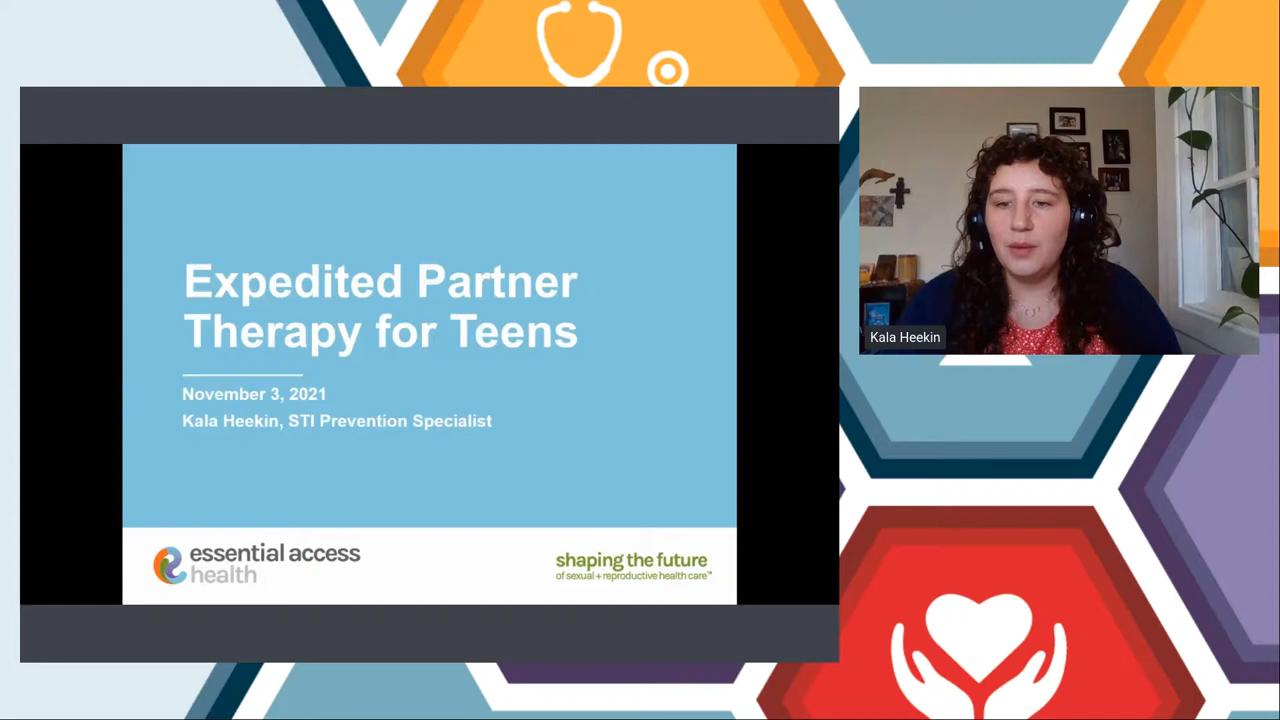 Expedited Partner
Therapy for Teens
November 3, 2021
Kala Heekin, STI Prevention Specialist
essential access
health
shaping the future
of sexual + reproductive health care™
Kala Heekin